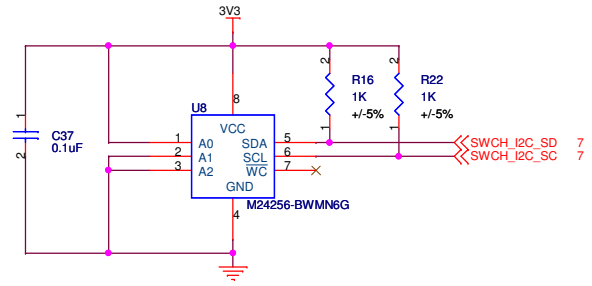 3V3
2
2
R16
R22
U8
8
1K
1K
1
VCC
+/-5%
+/-5%
C37
0.1uF
1
A0
SDA
5
1
1
SWCH_I2C_SD
7
2
2
A1
SCL
6
SWCH_I2C_SC
7
3
A2
WC
7
GND
M24256-BWMN6G
4